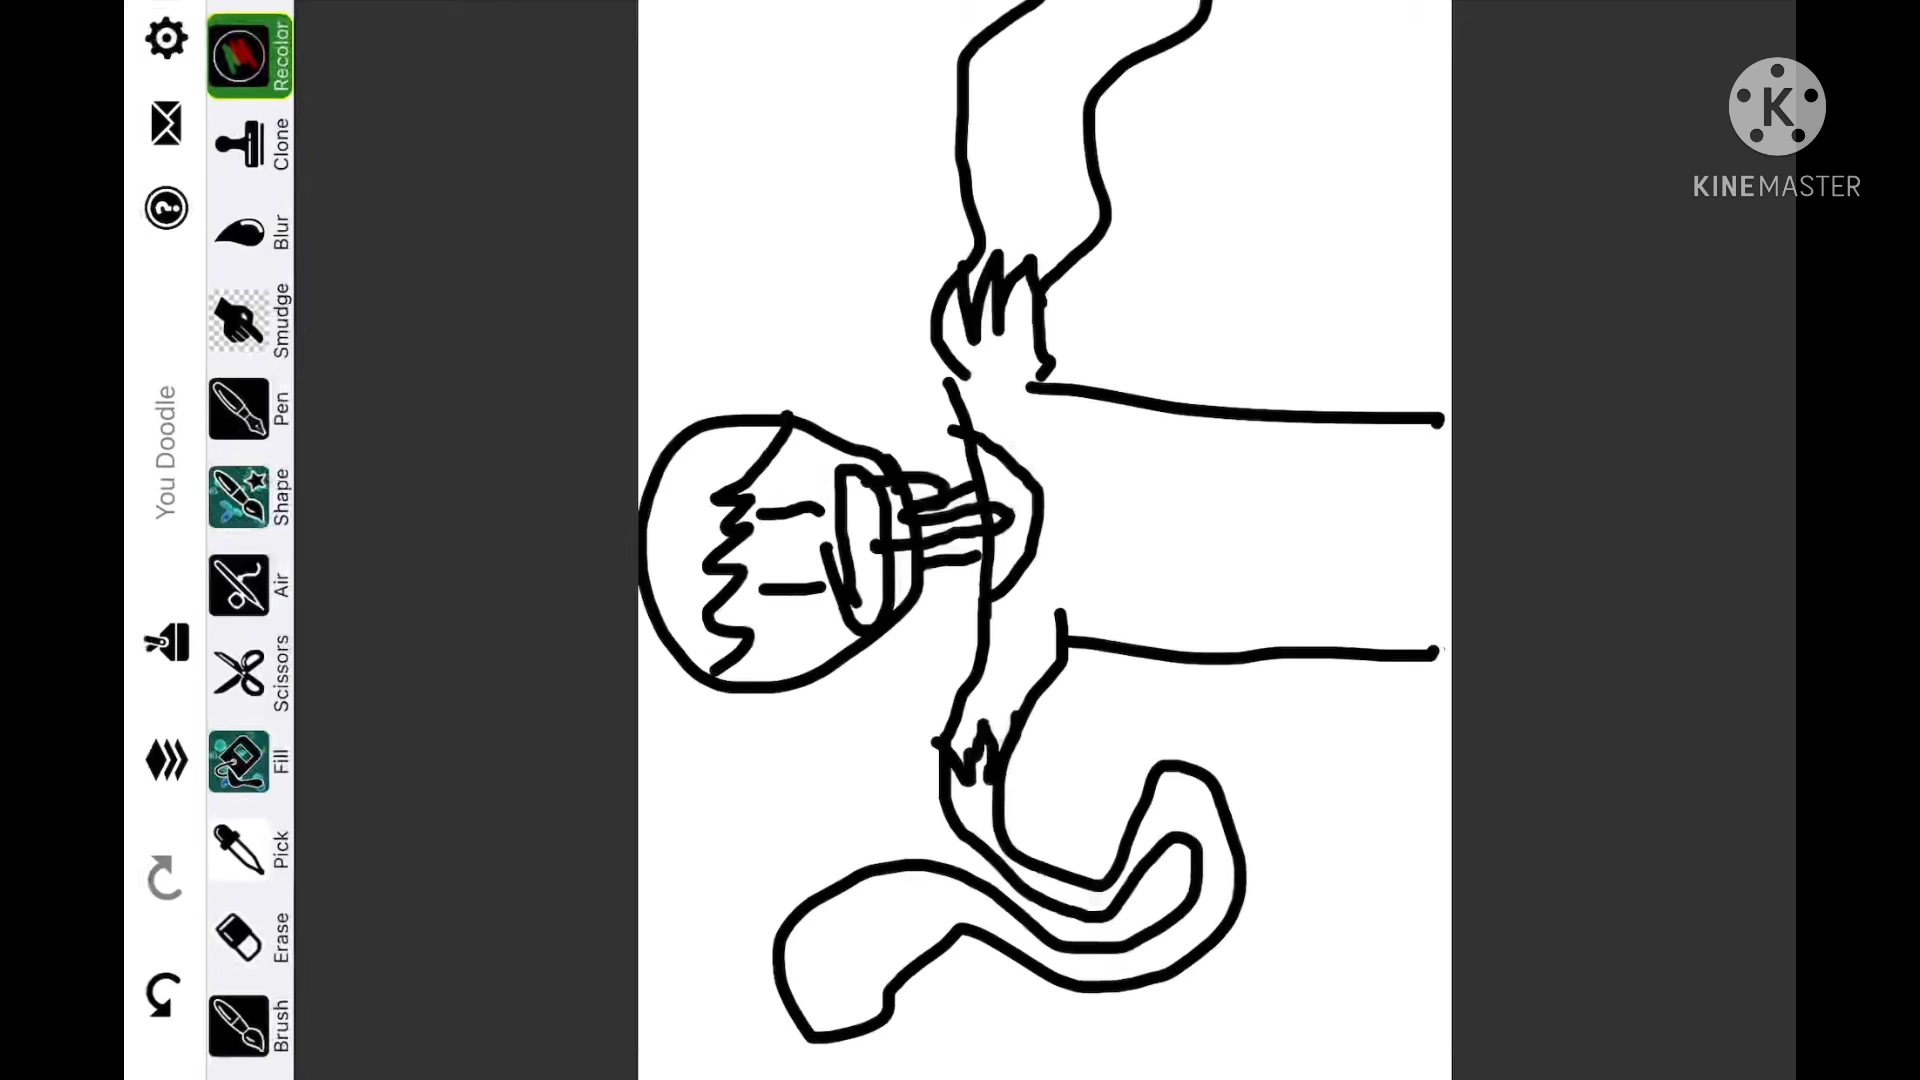 You Doodle
Recolor
Clone
Blur
Smudge
Pen
Shape
Air
Scissors
Fill
Pick
Erase
Brush
K
KINEMASTER